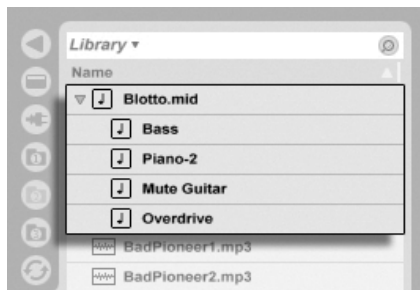 Library
Name
Blotto.mid
Bass
Piano-2
Mute Guitar
Overdrive
BadPioneer1.mp3
BadPioneer2.mp3